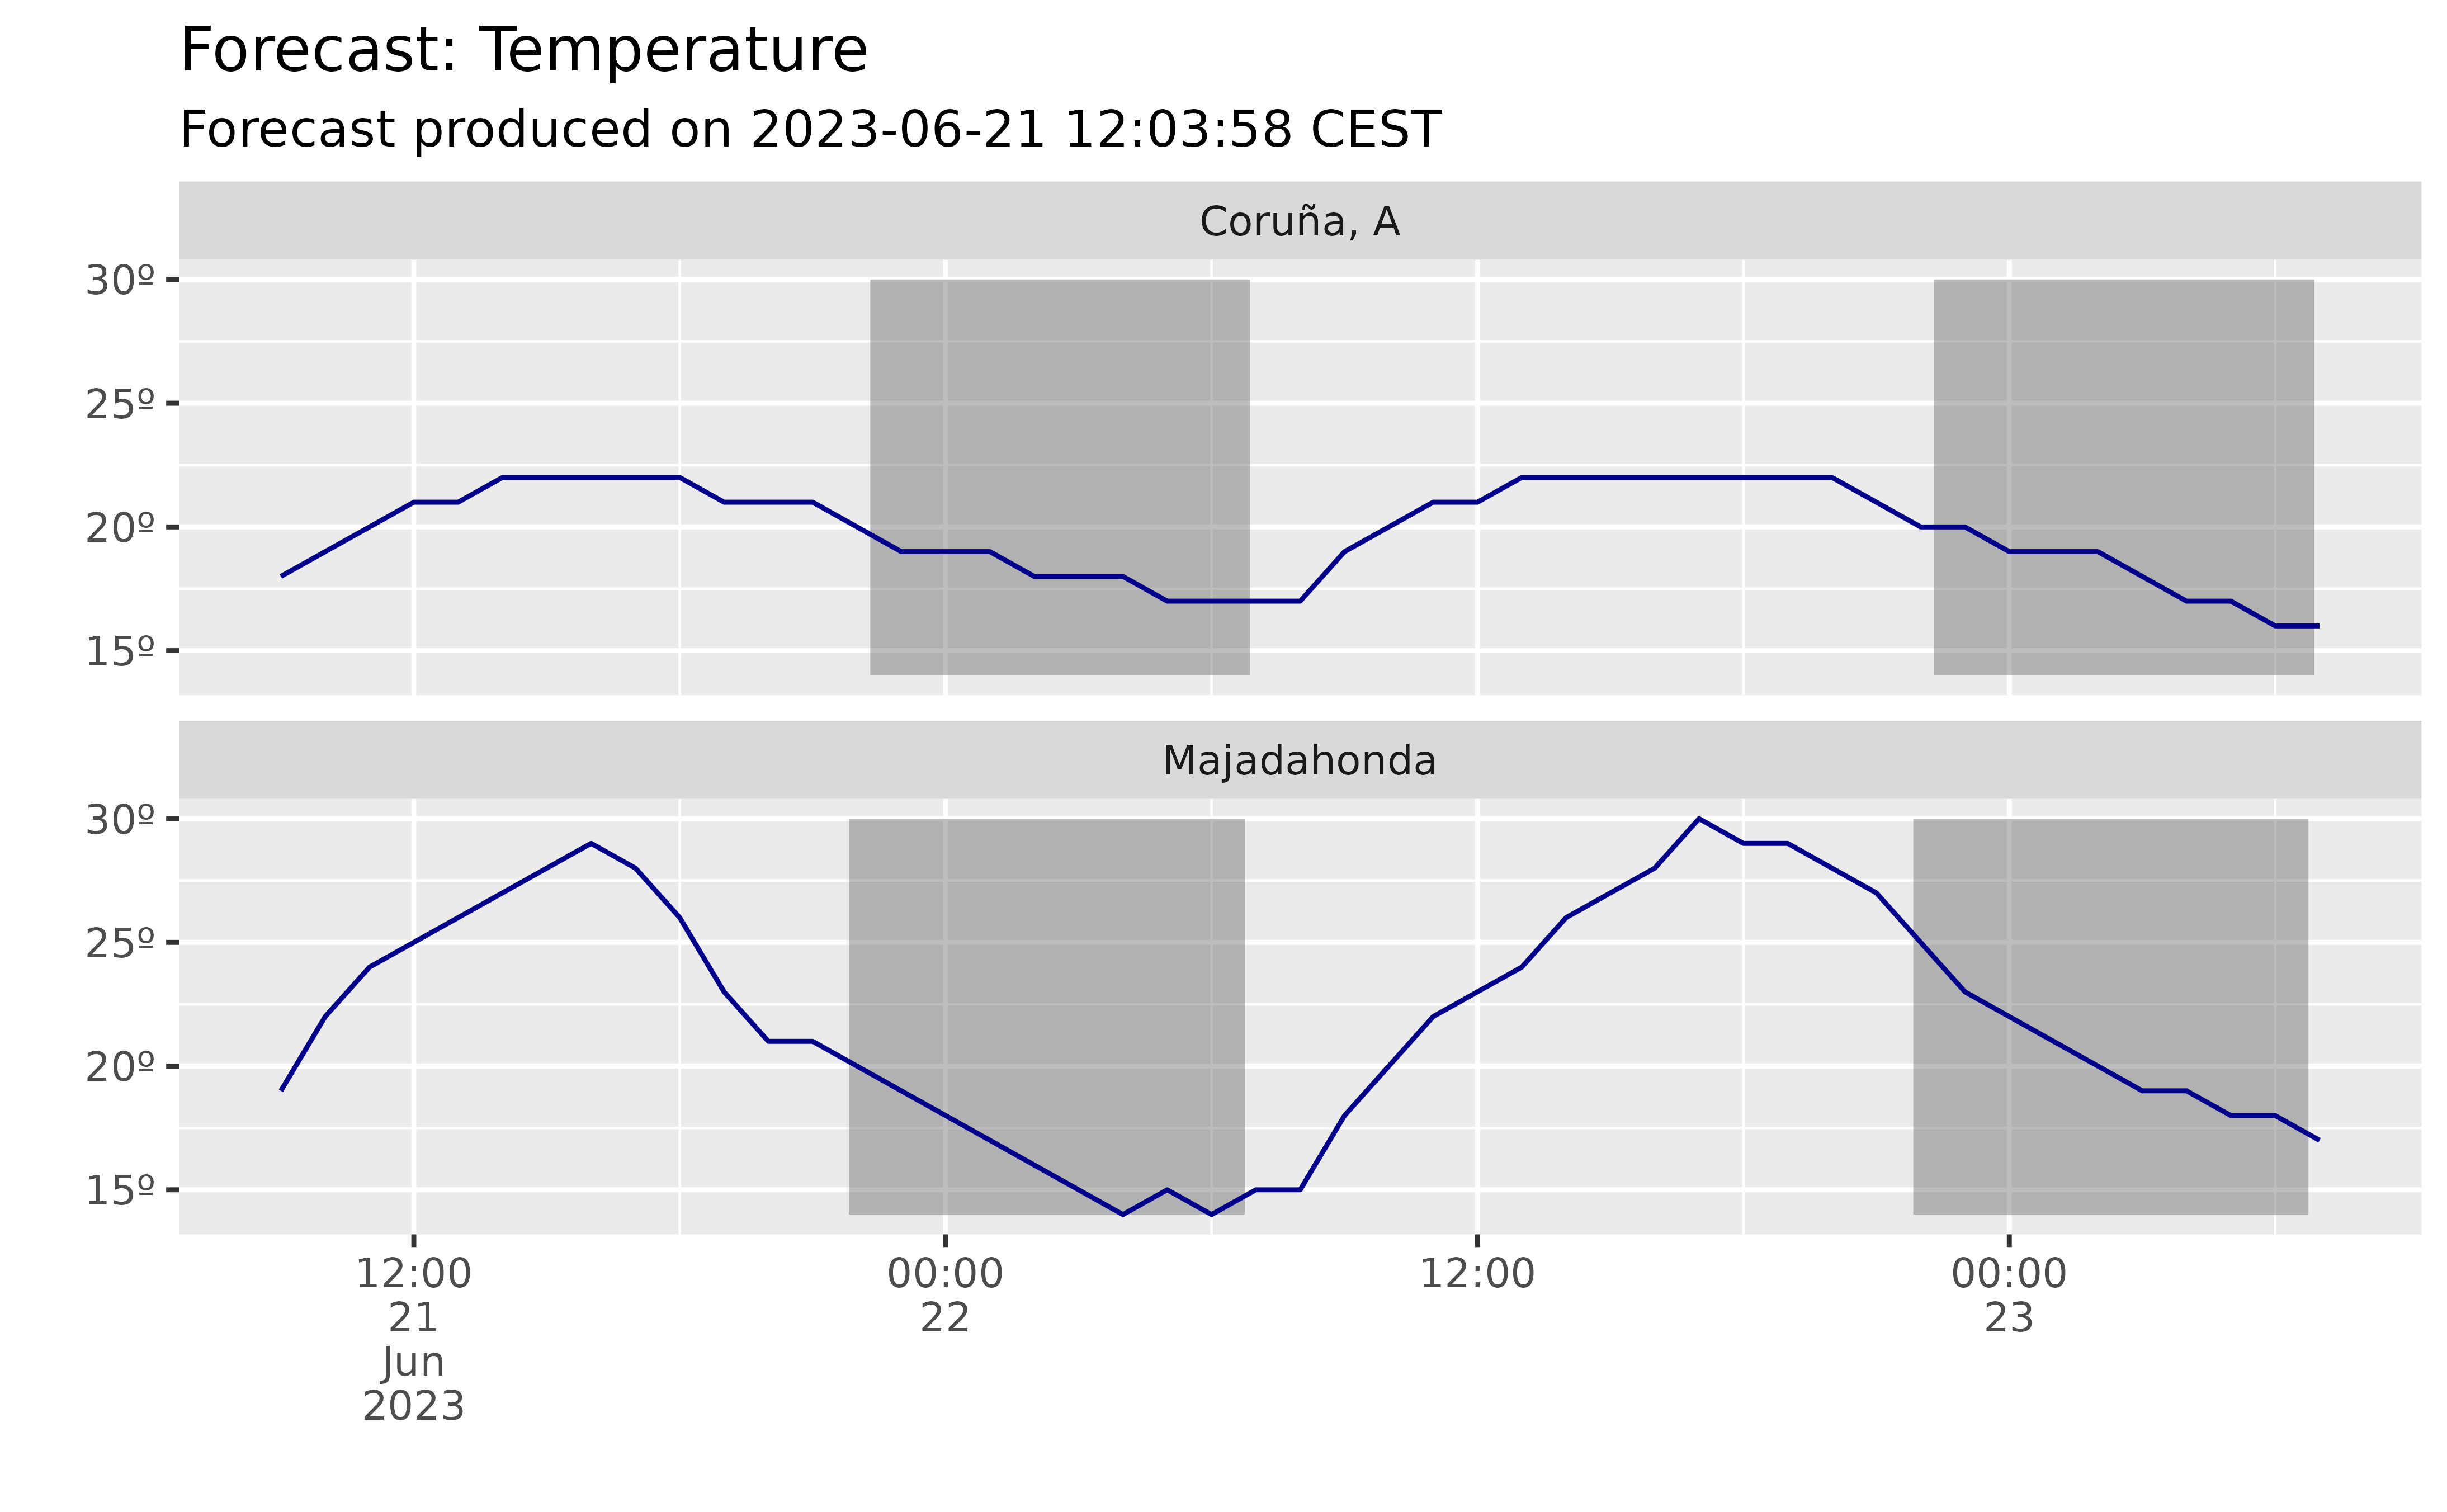 Forecast: Temperature
Forecast produced on 2023-06-21 12:03:58 CEST
Coruña, A
30º
25º
20º
15º
Majadahonda
30º
25º
20º
15º
12:00 00:00 12:00 00:00
21 22 23
Jun
2023